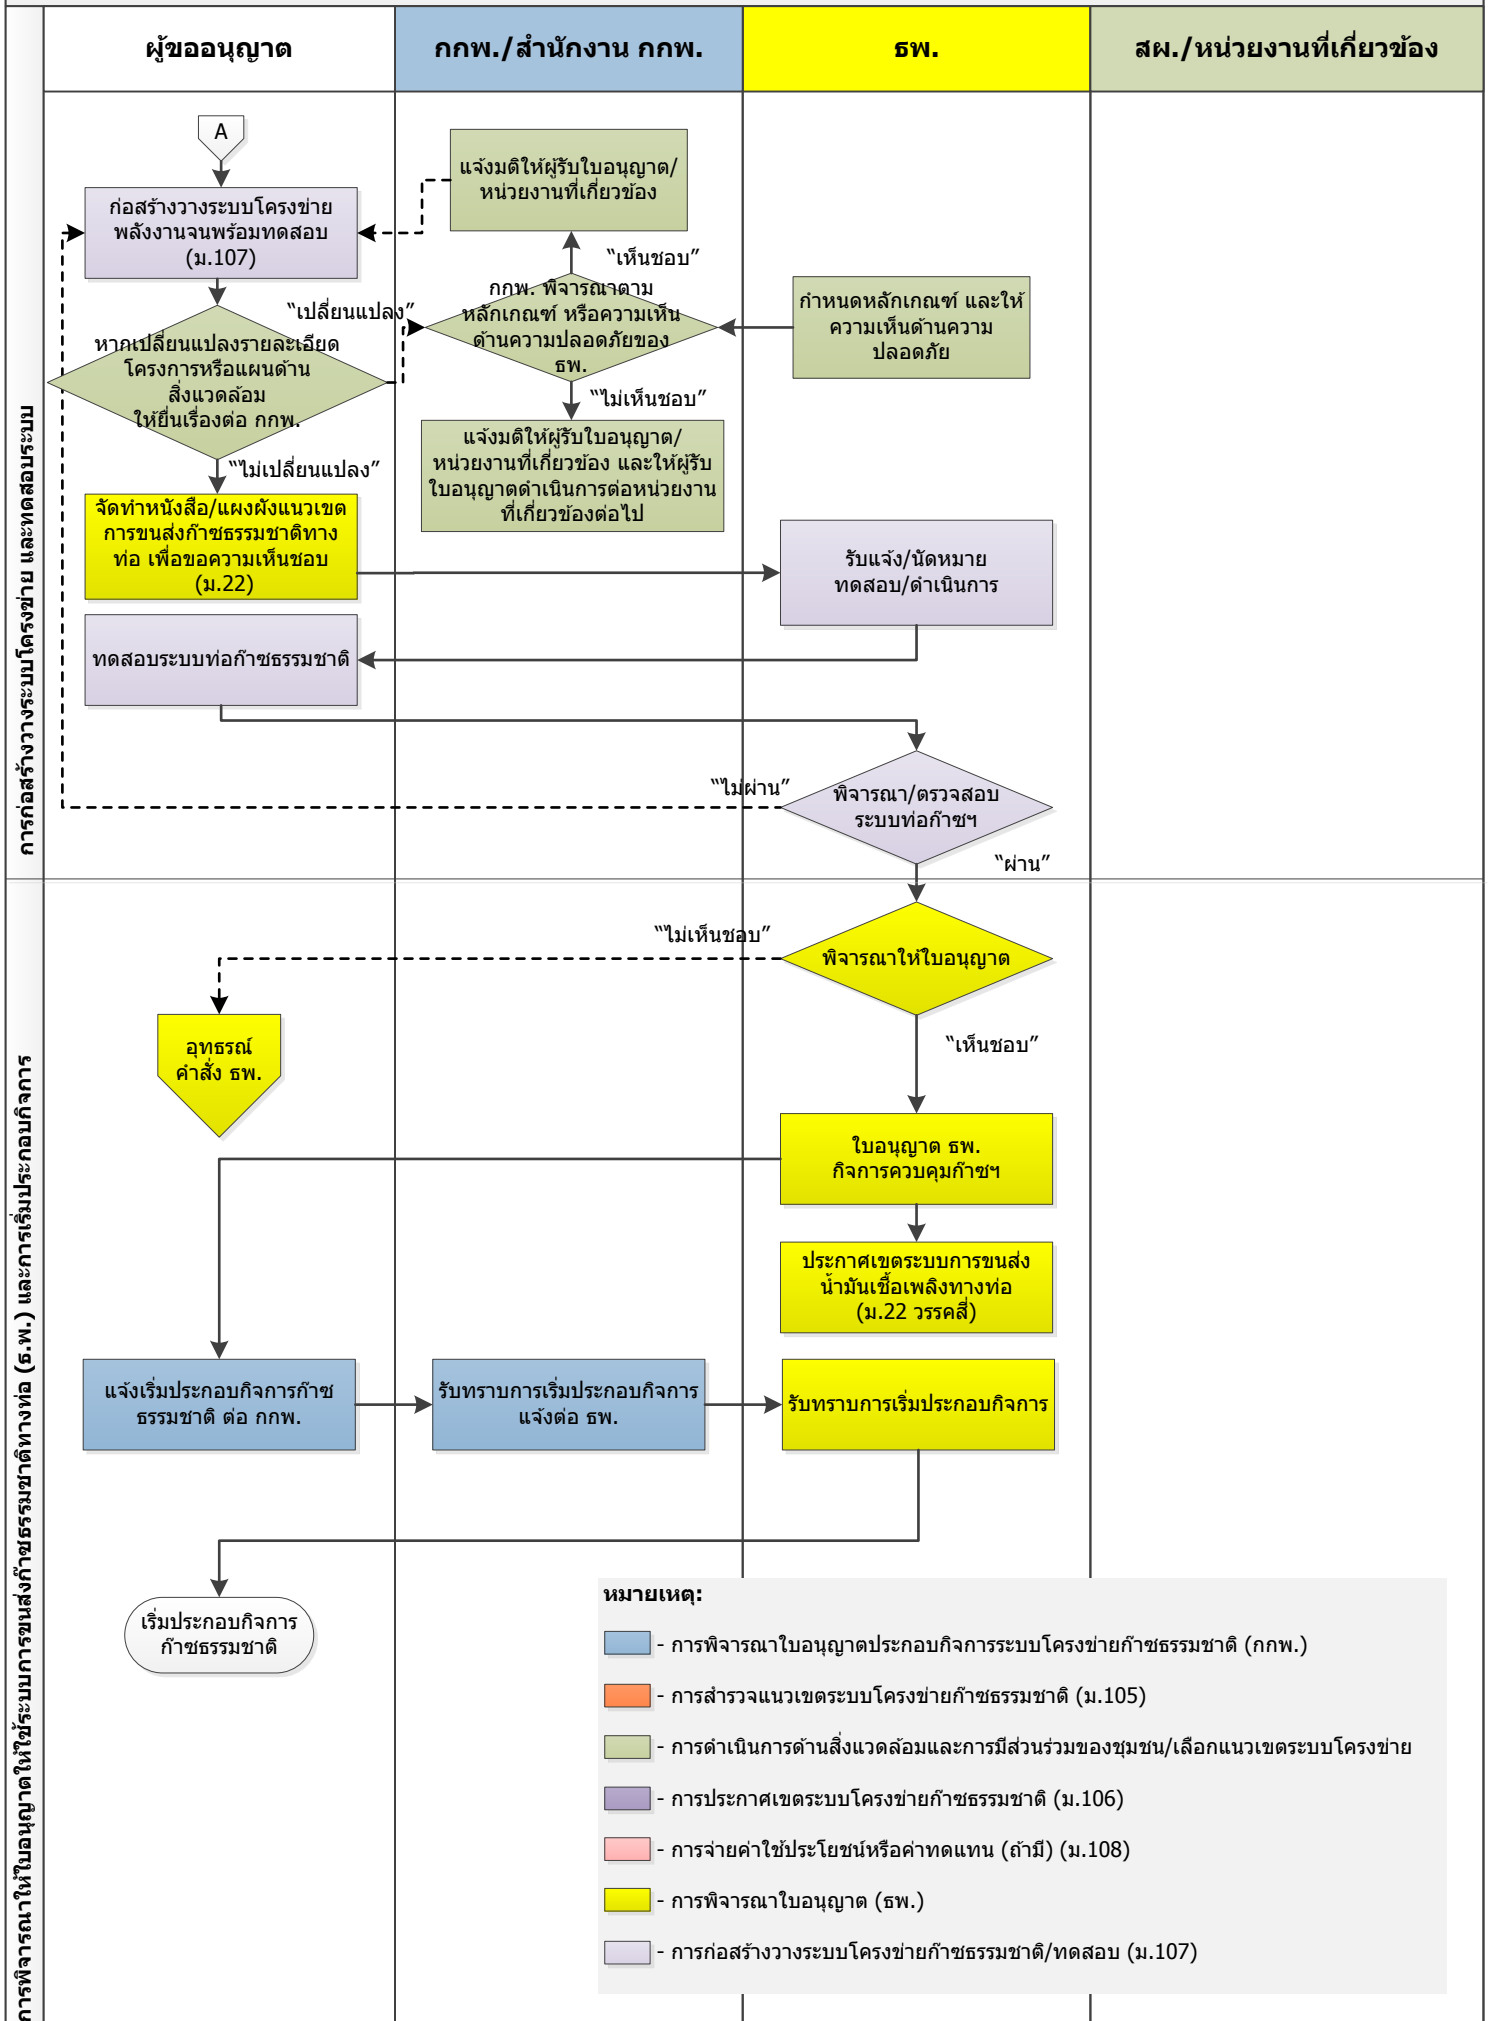 ผู้ขออนุญาต
กกพ./สำนักงาน กกพ.
ธพ.
สผ./หน่วยงานที่เกี่ยวข้อง
การก่อสร้างวางระบบโครงข่าย และทดสอบระบบ
A
ก่อสร้างวางระบบโครงข่าย
พลังงานจนพร้อมทดสอบ
(ม.107)
แจ้งมติให้ผู้รับใบอนุญาต/
หน่วยงานที่เกี่ยวข้อง
“เห็นชอบ”
“เปลี่ยนแปลง”
กกพ. พิจารณาตาม
หลักเกณฑ์ หรือความเห็น
ด้านความปลอดภัยของ
ธพ.
กำหนดหลักเกณฑ์ และให้
ความเห็นด้านความ
ปลอดภัย
หากเปลี่ยนแปลงรายละเอียด
โครงการหรือแผนด้าน
สิ่งแวดล้อม
ให้ยื่นเรื่องต่อ กกพ.
“ไม่เห็นชอบ”
“ไม่เปลี่ยนแปลง”
แจ้งมติให้ผู้รับใบอนุญาต/
หน่วยงานที่เกี่ยวข้อง และให้ผู้รับ
ใบอนุญาตดำเนินการต่อหน่วยงาน
ที่เกี่ยวข้องต่อไป
จัดทำหนังสือ/แผงผังแนวเขต
การขนส่งก๊าซธรรมชาติทาง
ท่อ เพื่อขอความเห็นชอบ
(ม.22)
รับแจ้ง/นัดหมาย
ทดสอบ/ดำเนินการ
ทดสอบระบบท่อก๊าซธรรมชาติ
“ไม่ผ่าน”
พิจารณา/ตรวจสอบ
ระบบท่อก๊าซฯ
“ผ่าน”
การพิจารณาให้ใบอนุญาตให้ใช้ระบบการขนส่งก๊าซธรรมชาติทางท่อ (ธ.พ.) และการเริ่มประกอบกิจการ
“ไม่เห็นชอบ”
พิจารณาให้ใบอนุญาต
อุทธรณ์
คำสั่ง ธพ.
“เห็นชอบ”
ใบอนุญาต ธพ.
กิจการควบคุมก๊าซฯ
ประกาศเขตระบบการขนส่ง
น้ำมันเชื้อเพลิงทางท่อ
(ม.22 วรรคสี่)
แจ้งเริ่มประกอบกิจการก๊าซ
ธรรมชาติ ต่อ กกพ.
รับทราบการเริ่มประกอบกิจการ
แจ้งต่อ ธพ.
รับทราบการเริ่มประกอบกิจการ
เริ่มประกอบกิจการ
ก๊าซธรรมชาติ
หมายเหตุ:
- การพิจารณาใบอนุญาตประกอบกิจการระบบโครงข่ายก๊าซธรรมชาติ (กกพ.)
- การสำรวจแนวเขตระบบโครงข่ายก๊าซธรรมชาติ (ม.105)
- การดำเนินการด้านสิ่งแวดล้อมและการมีส่วนร่วมของชุมชน/เลือกแนวเขตระบบโครงข่าย
- การประกาศเขตระบบโครงข่ายก๊าซธรรมชาติ (ม.106)
- การจ่ายค่าใช้ประโยชน์หรือค่าทดแทน (ถ้ามี) (ม.108)
- การพิจารณาใบอนุญาต (ธพ.)
- การก่อสร้างวางระบบโครงข่ายก๊าซธรรมชาติ/ทดสอบ (ม.107)